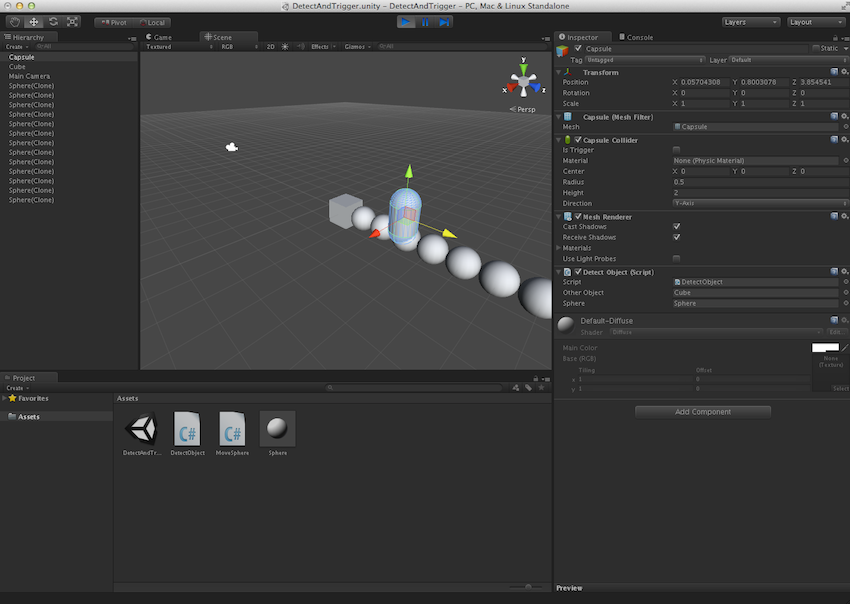 DetectAndTrigger.unity – DetectAndTrigger – PC, Mac & Linux Standalone
Pivot Local Layers Layout
Hierarchy
Create All
Capsule
Cube
Main Camera
Sphere(Clone)
Sphere(Clone)
Sphere(Clone)
Sphere(Clone)
Sphere(Clone)
Sphere(Clone)
Sphere(Clone)
Sphere(Clone)
Sphere(Clone)
Sphere(Clone)
Sphere(Clone)
Sphere(Clone)
Sphere(Clone)
Game Scene
Textured RGB 2D Effects Gizmos All
y
x z
Persp
Inspector Console
Capsule Static
Tag Untagged Layer Default
Transform
Position X 0.05704308 Y 0.8003078 Z 3.854541
Rotation X 0 Y 0 Z 0
Scale X 1 Y 1 Z 1
Capsule (Mesh Filter)
Mesh Capsule
Capsule Collider
Is Trigger
Material None (Physic Material)
Center X 0 Y 0 Z 0
Radius 0.5
Height 2
Direction Y-Axis
Mesh Renderer
Cast Shadows
Receive Shadows
Materials
Use Light Probes
Detect Object (Script)
Script DetectObject
Other Object Cube
Sphere Sphere
Default-Diffuse
Shader Diffuse Edit...
Main Color
Base (RGB) None
(Texture)
Tiling Offset
x 1 0
y 1 0 Select
Add Component
Preview
Project
Create
Favorites
Assets
Assets
DetectAndTr... DetectObject MoveSphere Sphere